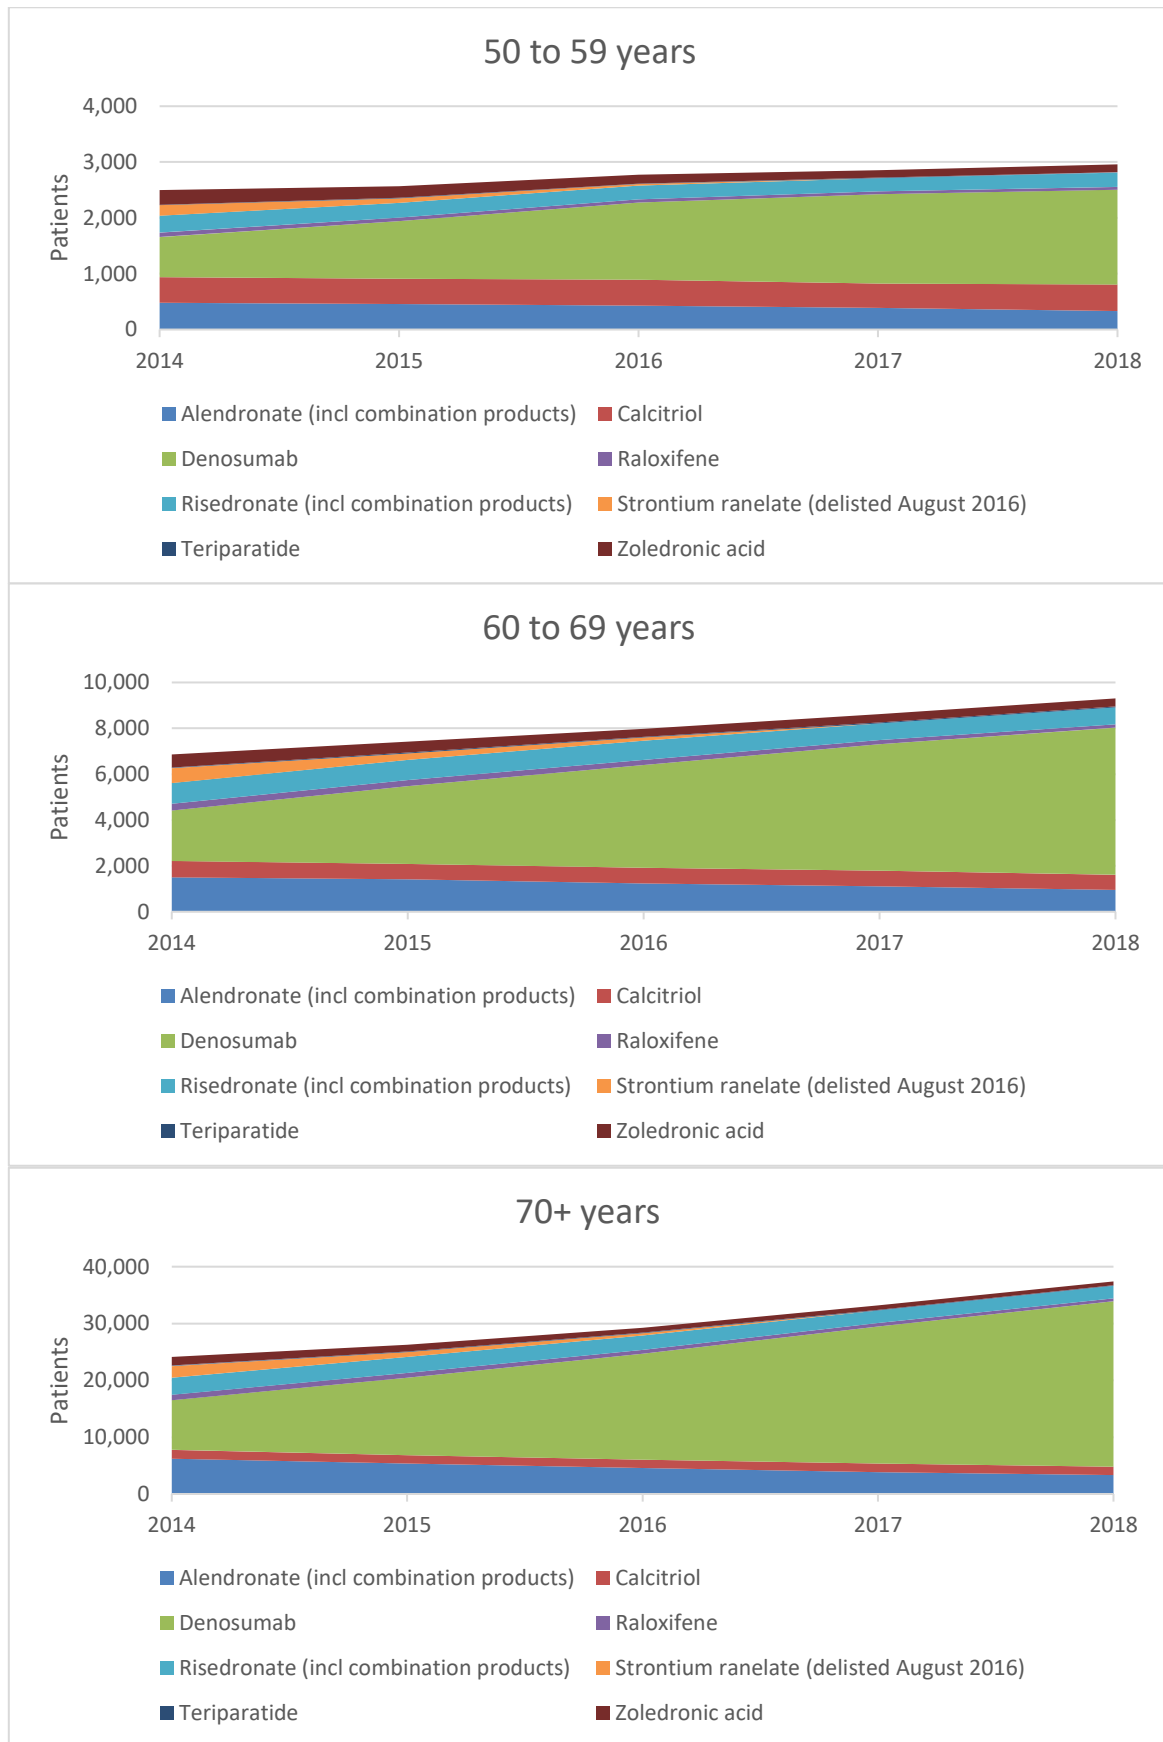 50 to 59 years
4,000
3,000
2,000
1,000
0
Patients
2014 2015 2016 2017 2018
Alendronate (incl combination products) Calcitriol
Denosumab Raloxifene
Risedronate (incl combination products) Strontium ranelate (delisted August 2016)
Teriparatide Zoledronic acid
60 to 69 years
10,000
8,000
6,000
4,000
2,000
0
Patients
2014 2015 2016 2017 2018
Alendronate (incl combination products) Calcitriol
Denosumab Raloxifene
Risedronate (incl combination products) Strontium ranelate (delisted August 2016)
Teriparatide Zoledronic acid
70+ years
40,000
30,000
20,000
10,000
0
Patients
2014 2015 2016 2017 2018
Alendronate (incl combination products) Calcitriol
Denosumab Raloxifene
Risedronate (incl combination products) Strontium ranelate (delisted August 2016)
Teriparatide Zoledronic acid